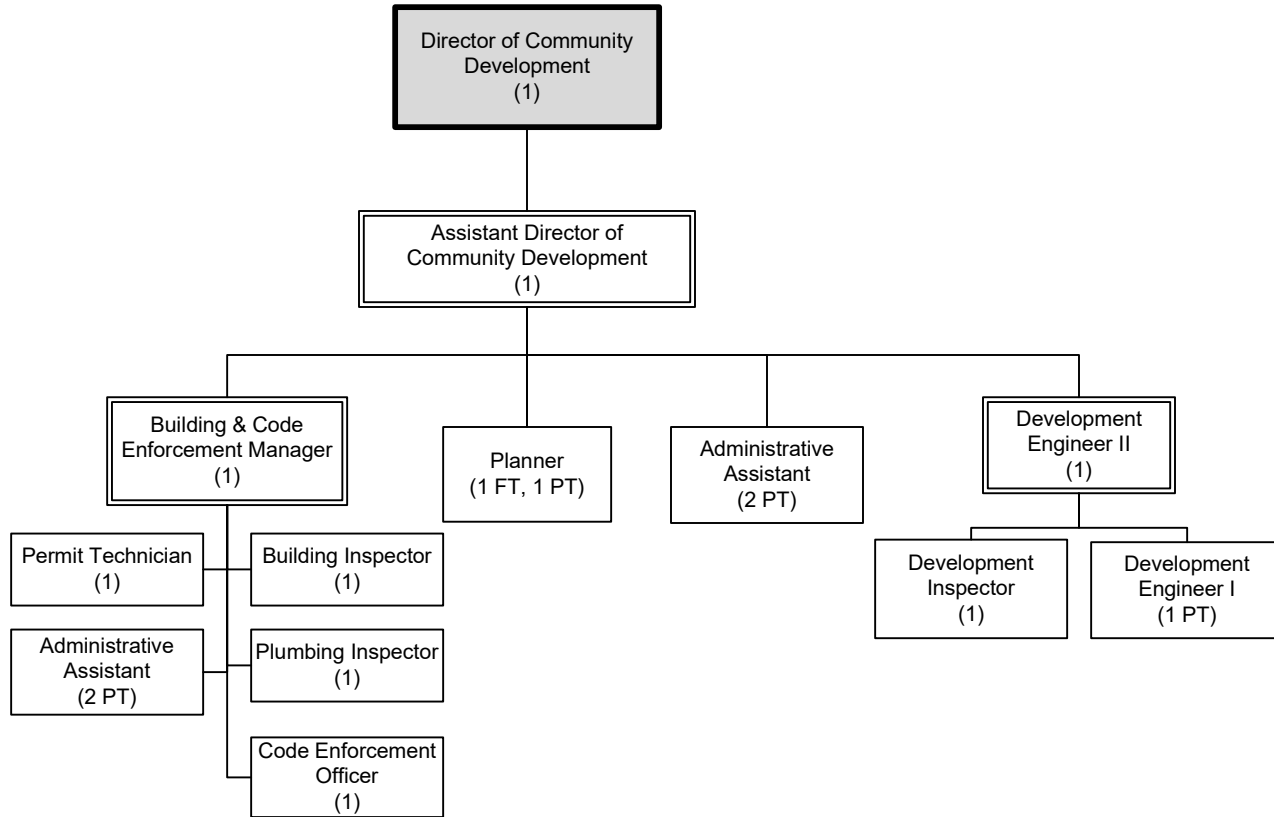 Director of Community
Development
(1)
Assistant Director of
Community Development
(1)
Building & Code
Enforcement Manager
(1)
Planner
(1 FT, 1 PT)
Administrative
Assistant
(2 PT)
Development
Engineer II
(1)
Permit Technician
(1)
Building Inspector
(1)
Administrative
Assistant
(2 PT)
Plumbing Inspector
(1)
Code Enforcement
Officer
(1)
Development
Inspector
(1)
Development
Engineer I
(1 PT)